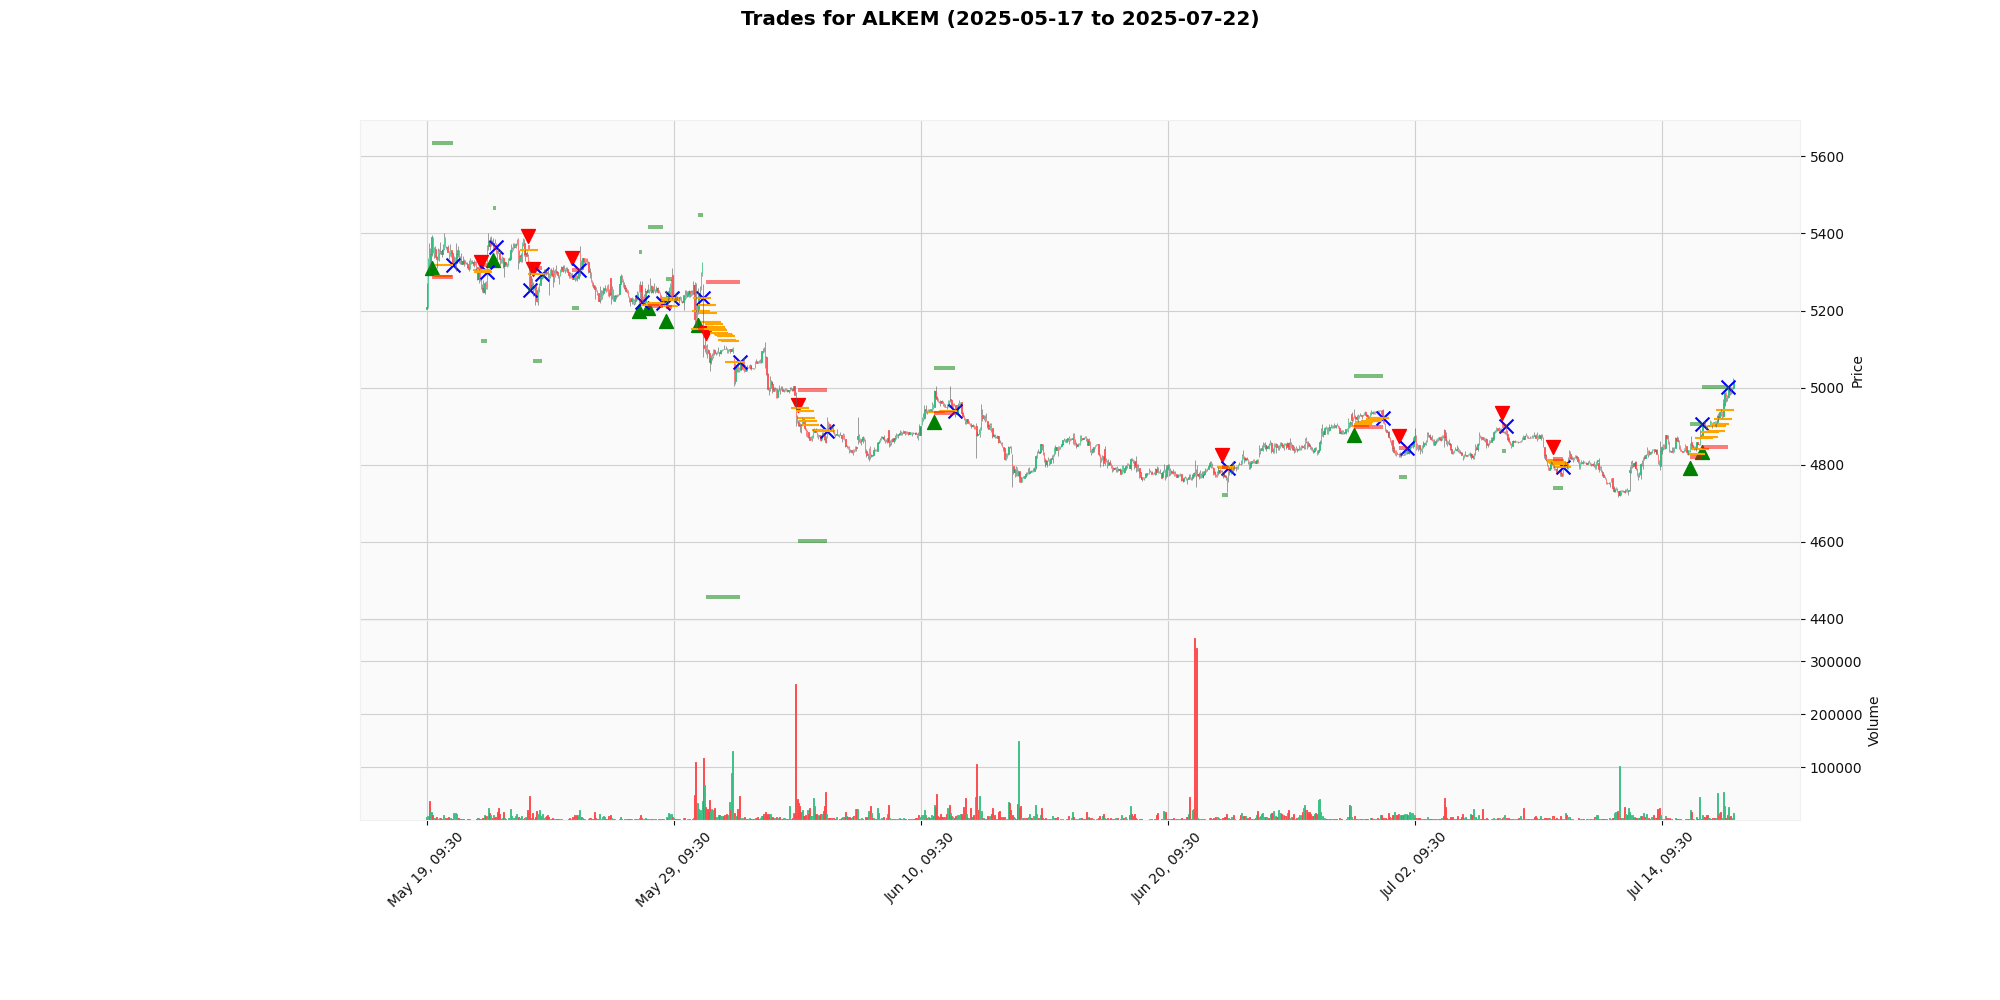 Trades for ALKEM (2025-05-17 to 2025-07-22)
5600
5400
5200
5000
4800
4600
4400
Price
300000
200000
100000
Volume
May 19, 09:30
May 29, 09:30
Jun 10, 09:30
Jun 20, 09:30
Jul 02, 09:30
Jul 14, 09:30